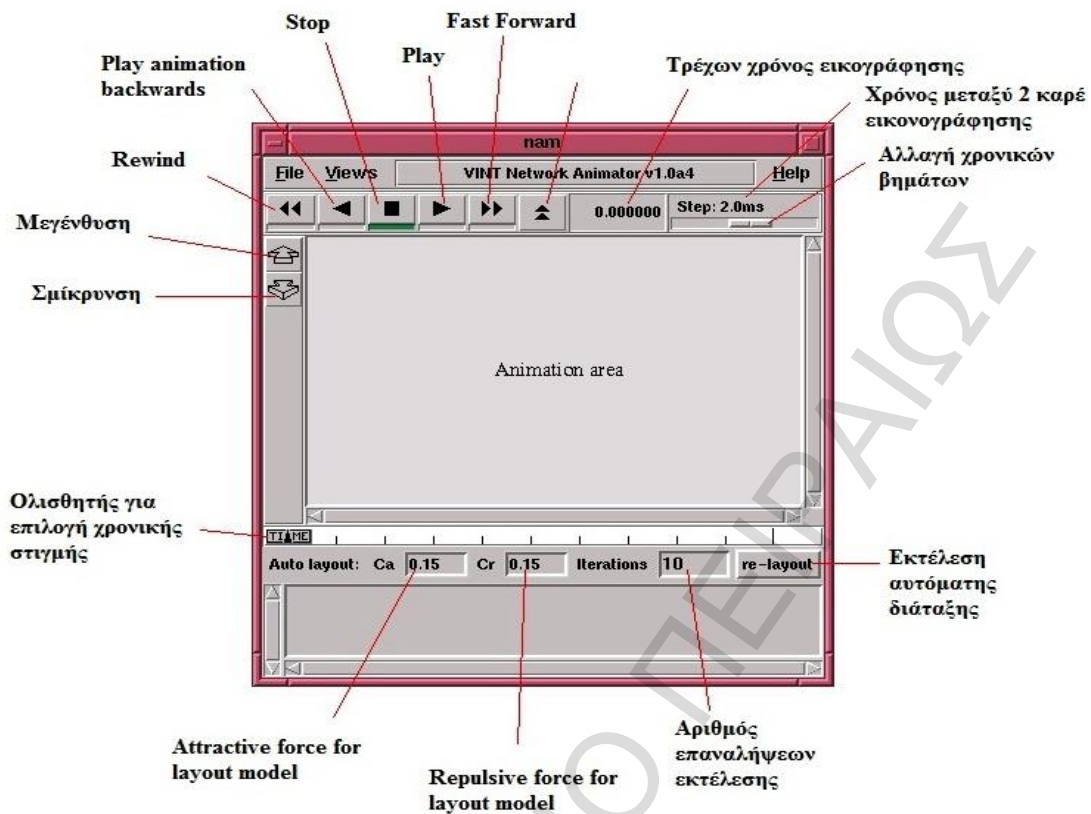 Stop
Fast Forward
Play
Play animation
backwards
Τρέχων χρόνος εικογράφησης
Χρόνος μεταξύ 2 καρέ
εικονογράφησης
Αλλαγή χρονικών
βημάτων
Rewind
Μεγένθυση
Σμίκρυνση
nam
File Views VINT Network Animator v1.0a4 Help
0.000000 Step: 2.0ms
Animation area
Ολισθητής για
επιλογή χρονικής
στιγμής
TIME
Auto layout: Ca 0.15 Cr 0.15 Iterations 10 re-layout
Εκτέλεση
αυτόματης
διάταξης
Attractive force for
layout model
Repulsive force for
layout model
Αριθμός
επαναλήψεων
εκτέλεσης
Ο ΠΕΙΡΑΙΩΣ